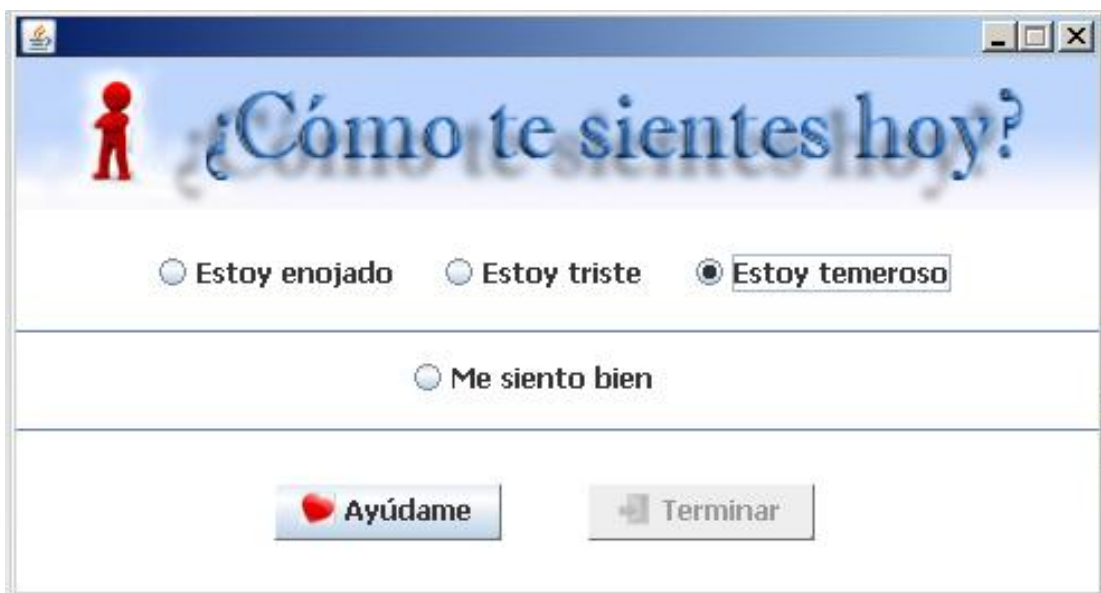 ¿Cómo te sientes hoy?
Estoy enojado Estoy triste Estoy temeroso
Me siento bien
Ayúdame Terminar